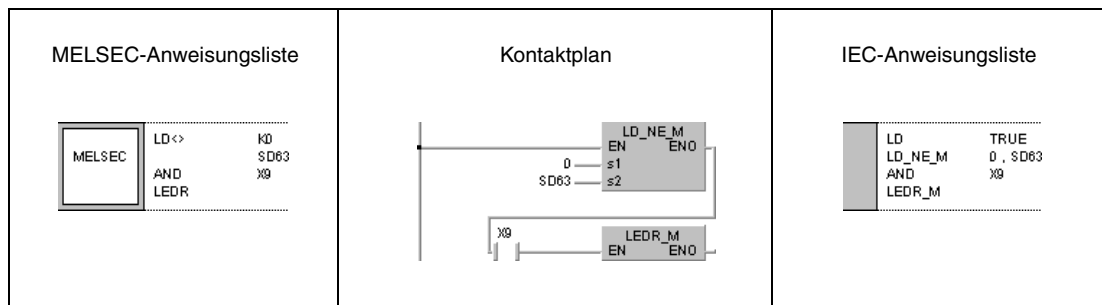 MELSEC-Anweisungsliste
MELSEC
LD<> K0
SD63
AND X9
LEDR
Kontaktplan
LD_NE_M
EN ENO
0 s1
SD63 s2
X9
LEDR_M
EN ENO
IEC-Anweisungsliste
LD TRUE
LD_NE_M 0 , SD63
AND X9
LEDR_M